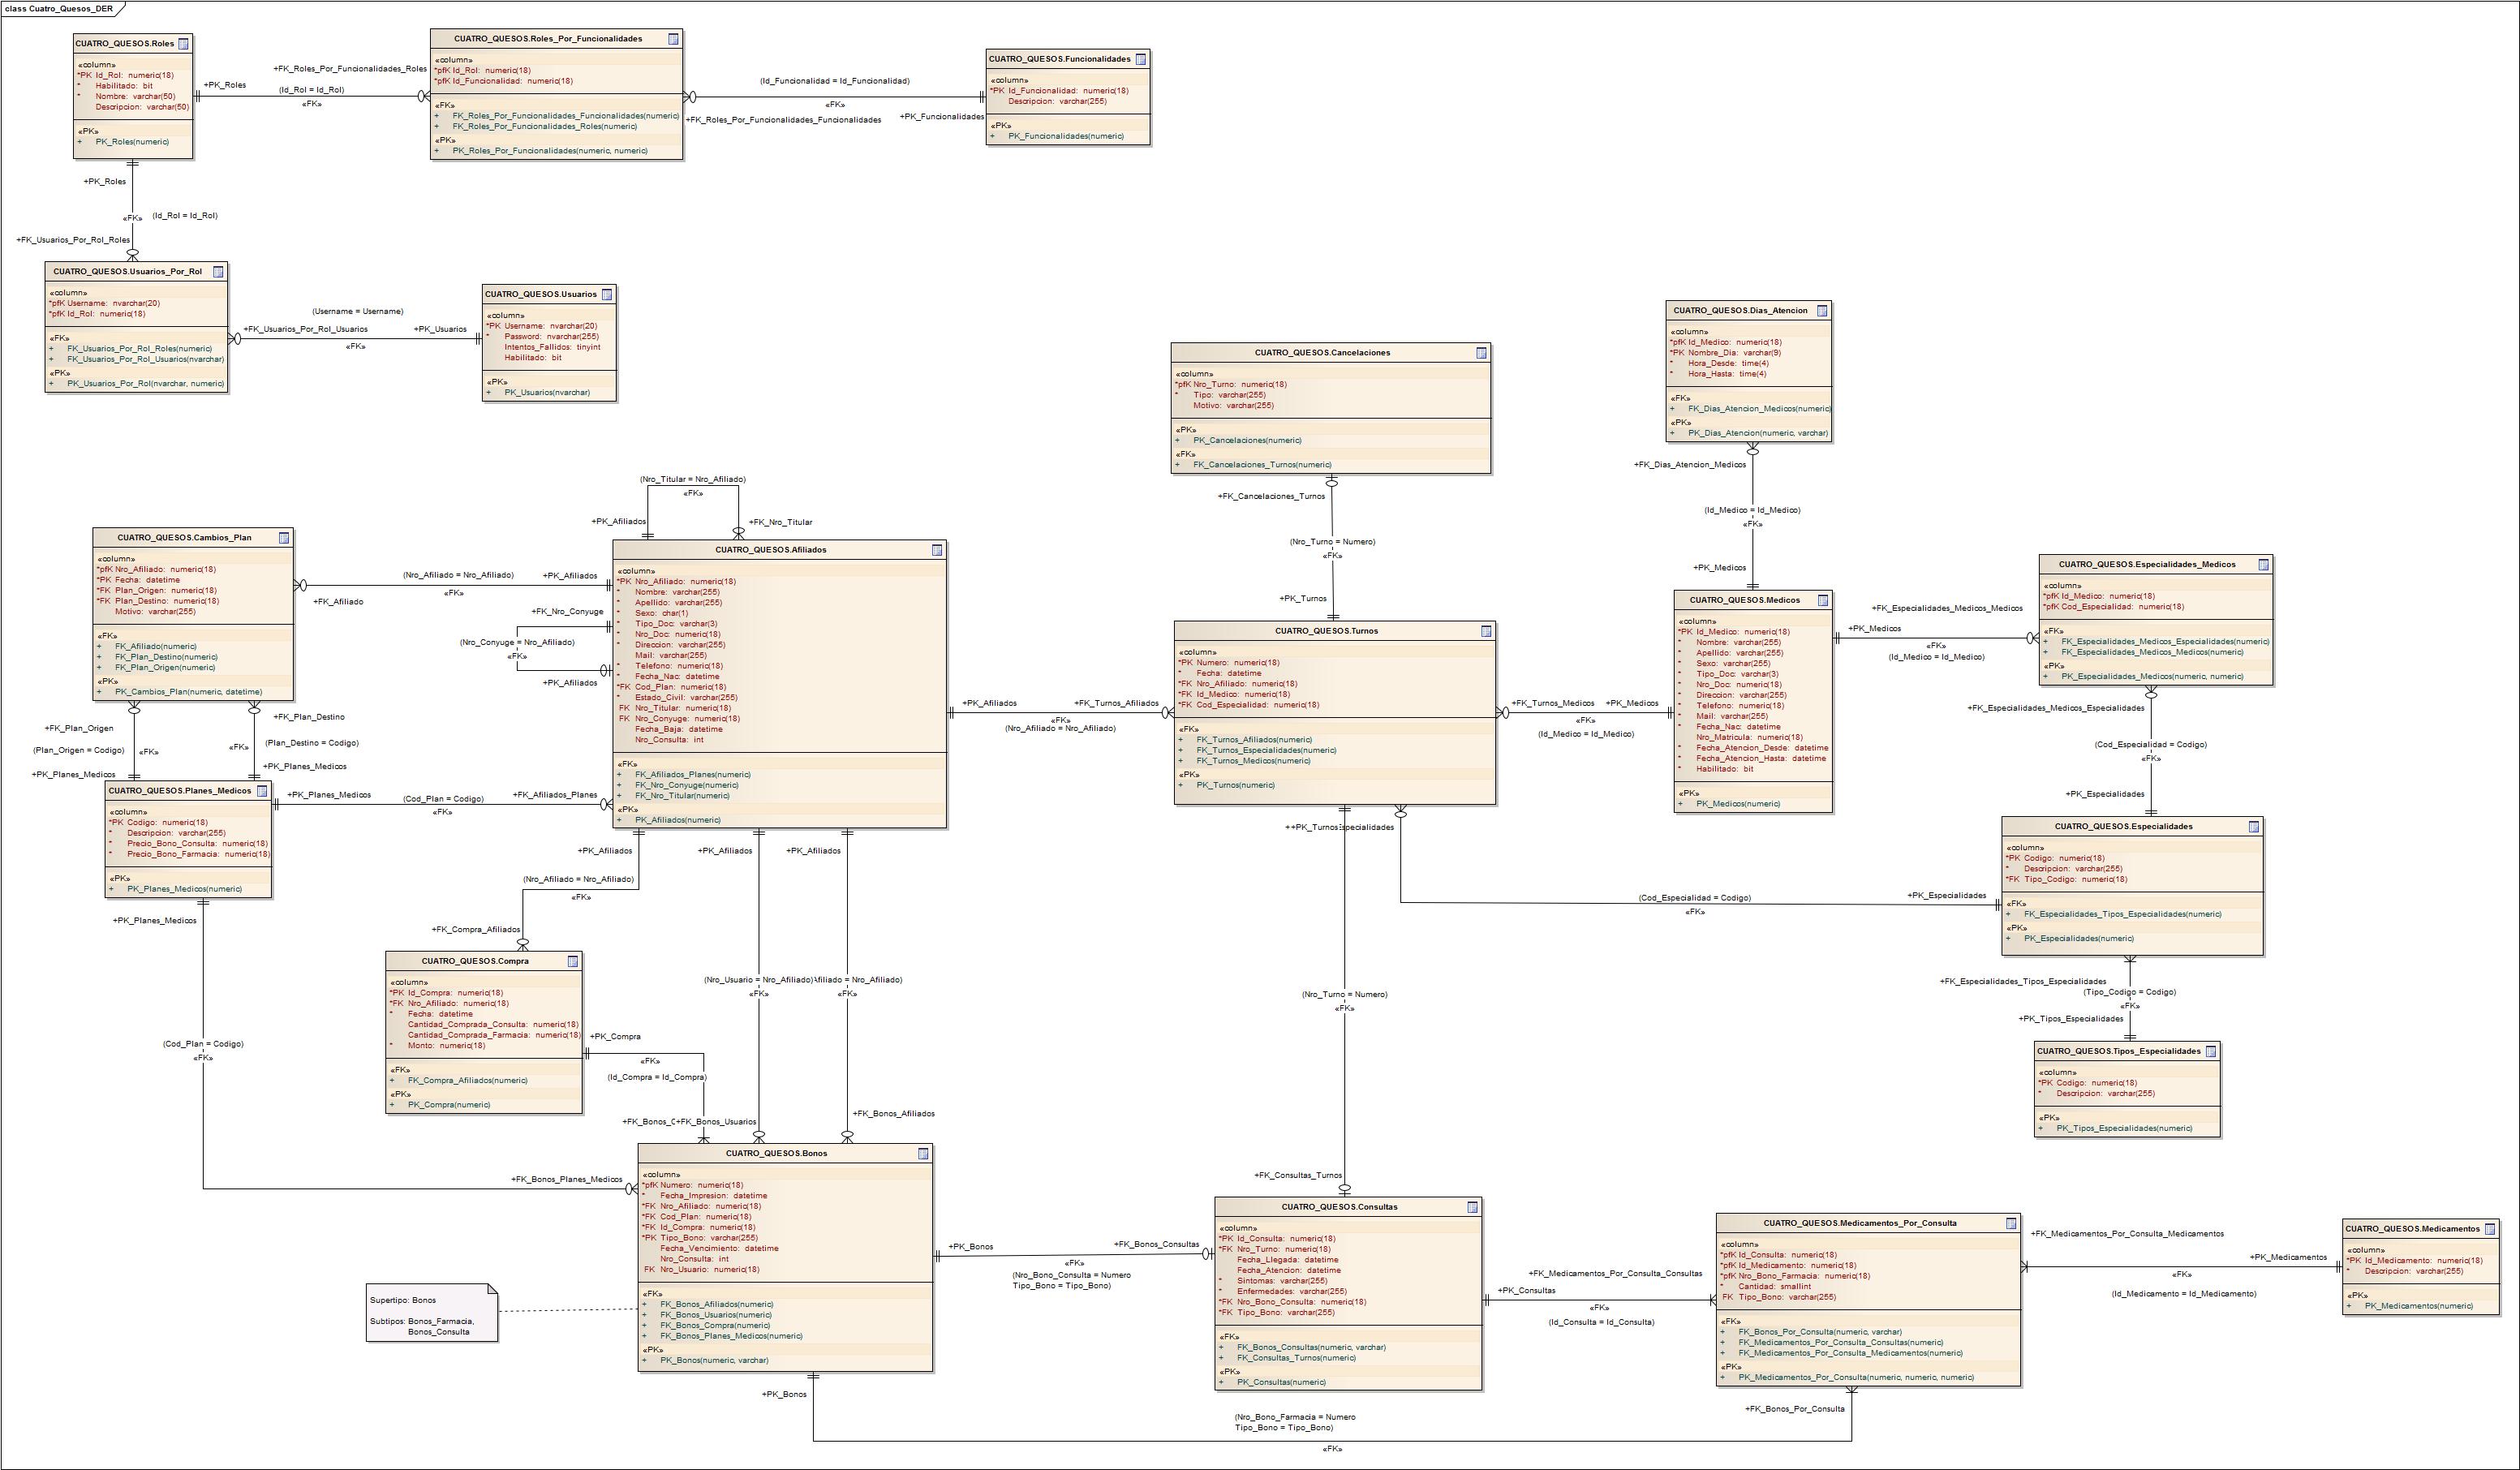 class Cuatro_Quesos_DER
CUATRO_QUESOS.Roles
«column»
*PK Id_Rol: numeric(18)
* Habilitado: bit
* Nombre: varchar(50)
Descripcion: varchar(50)
«PK»
+ PK_Roles(numeric)
+PK_Roles
+FK_Roles_Por_Funcionalidades_Roles
(Id_Rol = Id_Rol)
«FK»
CUATRO_QUESOS.Roles_Por_Funcionalidades
«column»
*pfK Id_Rol: numeric(18)
*pfK Id_Funcionalidad: numeric(18)
«FK»
+ FK_Roles_Por_Funcionalidades_Funcionalidades(numeric)
+ FK_Roles_Por_Funcionalidades_Roles(numeric)
«PK»
+ PK_Roles_Por_Funcionalidades(numeric, numeric)
(Id_Funcionalidad = Id_Funcionalidad)
«FK»
+FK_Roles_Por_Funcionalidades_Funcionalidades
+PK_Funcionalidades
CUATRO_QUESOS.Funcionalidades
«column»
*PK Id_Funcionalidad: numeric(18)
Descripcion: varchar(255)
«PK»
+ PK_Funcionalidades(numeric)
+PK_Roles
«FK»
(Id_Rol = Id_Rol)
+FK_Usuarios_Por_Rol_Roles
CUATRO_QUESOS.Usuarios_Por_Rol
«column»
*pfK Username: nvarchar(20)
*pfK Id_Rol: numeric(18)
«FK»
+ FK_Usuarios_Por_Rol_Roles(numeric)
+ FK_Usuarios_Por_Rol_Usuarios(nvarchar)
«PK»
+ PK_Usuarios_Por_Rol(nvarchar, numeric)
(Username = Username)
+FK_Usuarios_Por_Rol_Usuarios
+PK_Usuarios
«FK»
CUATRO_QUESOS.Usuarios
«column»
*PK Username: nvarchar(20)
* Password: nvarchar(255)
Intentos_Fallidos: tinyint
Habilitado: bit
«PK»
+ PK_Usuarios(nvarchar)
CUATRO_QUESOS.Cancelaciones
«column»
*pfK Nro_Turno: numeric(18)
* Tipo: varchar(255)
Motivo: varchar(255)
«PK»
+ PK_Cancelaciones(numeric)
«FK»
+ FK_Cancelaciones_Turnos(numeric)
+FK_Cancelaciones_Turnos
(Nro_Turno = Numero)
«FK»
+PK_Turnos
CUATRO_QUESOS.Dias_Atencion
«column»
*pfK Id_Medico: numeric(18)
*PK Nombre_Dia: varchar(9)
* Hora_Desde: time(4)
* Hora_Hasta: time(4)
«FK»
+ FK_Dias_Atencion_Medicos(numeric)
«PK»
+ PK_Dias_Atencion(numeric, varchar)
+FK_Dias_Atencion_Medicos
(Id_Medico = Id_Medico)
«FK»
+PK_Medicos
CUATRO_QUESOS.Cambios_Plan
«column»
*pfK Nro_Afiliado: numeric(18)
*PK Fecha: datetime
*FK Plan_Origen: numeric(18)
*FK Plan_Destino: numeric(18)
Motivo: varchar(255)
«FK»
+ FK_Afiliado(numeric)
+ FK_Plan_Destino(numeric)
+ FK_Plan_Origen(numeric)
«PK»
+ PK_Cambios_Plan(numeric, datetime)
(Nro_Titular = Nro_Afiliado)
«FK»
+PK_Afiliados
+FK_Nro_Titular
(Nro_Afiliado = Nro_Afiliado)
+PK_Afiliados
«FK»
+FK_Afiliado
+FK_Nro_Conyuge
(Nro_Conyuge = Nro_Afiliado)
«FK»
+PK_Afiliados
CUATRO_QUESOS.Afiliados
«column»
*PK Nro_Afiliado: numeric(18)
* Nombre: varchar(255)
* Apellido: varchar(255)
* Sexo: char(1)
* Tipo_Doc: varchar(3)
* Nro_Doc: numeric(18)
* Direccion: varchar(255)
Mail: varchar(255)
* Telefono: numeric(18)
* Fecha_Nac: datetime
*FK Cod_Plan: numeric(18)
* Estado_Civil: varchar(255)
FK Nro_Titular: numeric(18)
FK Nro_Conyuge: numeric(18)
Fecha_Baja: datetime
Nro_Consulta: int
«FK»
+ FK_Afiliados_Planes(numeric)
+ FK_Nro_Conyuge(numeric)
+ FK_Nro_Titular(numeric)
«PK»
+ PK_Afiliados(numeric)
+PK_Afiliados
+FK_Turnos_Afiliados
«FK»
(Nro_Afiliado = Nro_Afiliado)
CUATRO_QUESOS.Turnos
«column»
*PK Numero: numeric(18)
* Fecha: datetime
*FK Nro_Afiliado: numeric(18)
*FK Id_Medico: numeric(18)
*FK Cod_Especialidad: numeric(18)
«FK»
+ FK_Turnos_Afiliados(numeric)
+ FK_Turnos_Especialidades(numeric)
+ FK_Turnos_Medicos(numeric)
«PK»
+ PK_Turnos(numeric)
+FK_Turnos_Medicos
+PK_Medicos
«FK»
(Id_Medico = Id_Medico)
CUATRO_QUESOS.Medicos
«column»
*PK Id_Medico: numeric(18)
* Nombre: varchar(255)
* Apellido: varchar(255)
* Sexo: varchar(255)
* Tipo_Doc: varchar(3)
* Nro_Doc: numeric(18)
* Direccion: varchar(255)
* Telefono: numeric(18)
* Mail: varchar(255)
* Fecha_Nac: datetime
Nro_Matricula: numeric(18)
* Fecha_Atencion_Desde: datetime
* Fecha_Atencion_Hasta: datetime
* Habilitado: bit
«PK»
+ PK_Medicos(numeric)
+FK_Especialidades_Medicos_Medicos
+PK_Medicos
«FK»
(Id_Medico = Id_Medico)
CUATRO_QUESOS.Especialidades_Medicos
«column»
*pfK Id_Medico: numeric(18)
*pfK Cod_Especialidad: numeric(18)
«FK»
+ FK_Especialidades_Medicos_Especialidades(numeric)
+ FK_Especialidades_Medicos_Medicos(numeric)
«PK»
+ PK_Especialidades_Medicos(numeric, numeric)
+FK_Especialidades_Medicos_Especialidades
(Cod_Especialidad = Codigo)
«FK»
+PK_Especialidades
+FK_Plan_Origen
(Plan_Origen = Codigo)
«FK»
+PK_Planes_Medicos
+FK_Plan_Destino
«FK»
(Plan_Destino = Codigo)
+PK_Planes_Medicos
CUATRO_QUESOS.Planes_Medicos
«column»
*PK Codigo: numeric(18)
* Descripcion: varchar(255)
* Precio_Bono_Consulta: numeric(18)
* Precio_Bono_Farmacia: numeric(18)
«PK»
+ PK_Planes_Medicos(numeric)
+PK_Planes_Medicos
(Cod_Plan = Codigo)
+FK_Afiliados_Planes
«FK»
+PK_Planes_Medicos
(Cod_Plan = Codigo)
«FK»
+FK_Bonos_Planes_Medicos
+PK_Afiliados
+PK_Afiliados
+PK_Afiliados
(Nro_Afiliado = Nro_Afiliado)
«FK»
+FK_Compra_Afiliados
CUATRO_QUESOS.Compra
«column»
*PK Id_Compra: numeric(18)
*FK Nro_Afiliado: numeric(18)
* Fecha: datetime
Cantidad_Comprada_Consulta: numeric(18)
Cantidad_Comprada_Farmacia: numeric(18)
* Monto: numeric(18)
«FK»
+ FK_Compra_Afiliados(numeric)
«PK»
+ PK_Compra(numeric)
+PK_Compra
«FK»
(Id_Compra = Id_Compra)
(Nro_Usuario = Nro_Afiliado)
filiado = Nro_Afiliado)
«FK»
«FK»
+FK_Bonos_C
+FK_Bonos_Usuarios
+FK_Bonos_Afiliados
++PK_Turnos
specialidades
(Cod_Especialidad = Codigo)
«FK»
+PK_Especialidades
CUATRO_QUESOS.Especialidades
«column»
*PK Codigo: numeric(18)
* Descripcion: varchar(255)
*FK Tipo_Codigo: numeric(18)
«FK»
+ FK_Especialidades_Tipos_Especialidades(numeric)
«PK»
+ PK_Especialidades(numeric)
+FK_Especialidades_Tipos_Especialidades
(Tipo_Codigo = Codigo)
«FK»
+PK_Tipos_Especialidades
CUATRO_QUESOS.Tipos_Especialidades
«column»
*PK Codigo: numeric(18)
* Descripcion: varchar(255)
«PK»
+ PK_Tipos_Especialidades(numeric)
(Nro_Turno = Numero)
«FK»
+FK_Consultas_Turnos
CUATRO_QUESOS.Bonos
«column»
*pfK Numero: numeric(18)
* Fecha_Impresion: datetime
*FK Nro_Afiliado: numeric(18)
*FK Cod_Plan: numeric(18)
*FK Id_Compra: numeric(18)
*PK Tipo_Bono: varchar(255)
Fecha_Vencimiento: datetime
Nro_Consulta: int
FK Nro_Usuario: numeric(18)
«FK»
+ FK_Bonos_Afiliados(numeric)
+ FK_Bonos_Usuarios(numeric)
+ FK_Bonos_Compra(numeric)
+ FK_Bonos_Planes_Medicos(numeric)
«PK»
+ PK_Bonos(numeric, varchar)
Supertipo: Bonos
Subtipos: Bonos_Farmacia,
Bonos_Consulta
+PK_Bonos
+FK_Bonos_Consultas
«FK»
(Nro_Bono_Consulta = Numero
Tipo_Bono = Tipo_Bono)
CUATRO_QUESOS.Consultas
«column»
*PK Id_Consulta: numeric(18)
*FK Nro_Turno: numeric(18)
Fecha_Llegada: datetime
Fecha_Atencion: datetime
* Sintomas: varchar(255)
* Enfermedades: varchar(255)
*FK Nro_Bono_Consulta: numeric(18)
*FK Tipo_Bono: varchar(255)
«FK»
+ FK_Bonos_Consultas(numeric, varchar)
+ FK_Consultas_Turnos(numeric)
«PK»
+ PK_Consultas(numeric)
+FK_Medicamentos_Por_Consulta_Consultas
+PK_Consultas
«FK»
(Id_Consulta = Id_Consulta)
CUATRO_QUESOS.Medicamentos_Por_Consulta
«column»
*pfK Id_Consulta: numeric(18)
*pfK Id_Medicamento: numeric(18)
*pfK Nro_Bono_Farmacia: numeric(18)
* Cantidad: smallint
FK Tipo_Bono: varchar(255)
«FK»
+ FK_Bonos_Por_Consulta(numeric, varchar)
+ FK_Medicamentos_Por_Consulta_Consultas(numeric)
+ FK_Medicamentos_Por_Consulta_Medicamentos(numeric)
«PK»
+ PK_Medicamentos_Por_Consulta(numeric, numeric, numeric)
+FK_Medicamentos_Por_Consulta_Medicamentos
+PK_Medicamentos
«FK»
(Id_Medicamento = Id_Medicamento)
CUATRO_QUESOS.Medicamentos
«column»
*PK Id_Medicamento: numeric(18)
* Descripcion: varchar(255)
«PK»
+ PK_Medicamentos(numeric)
+PK_Bonos
(Nro_Bono_Farmacia = Numero
Tipo_Bono = Tipo_Bono)
«FK»
+FK_Bonos_Por_Consulta